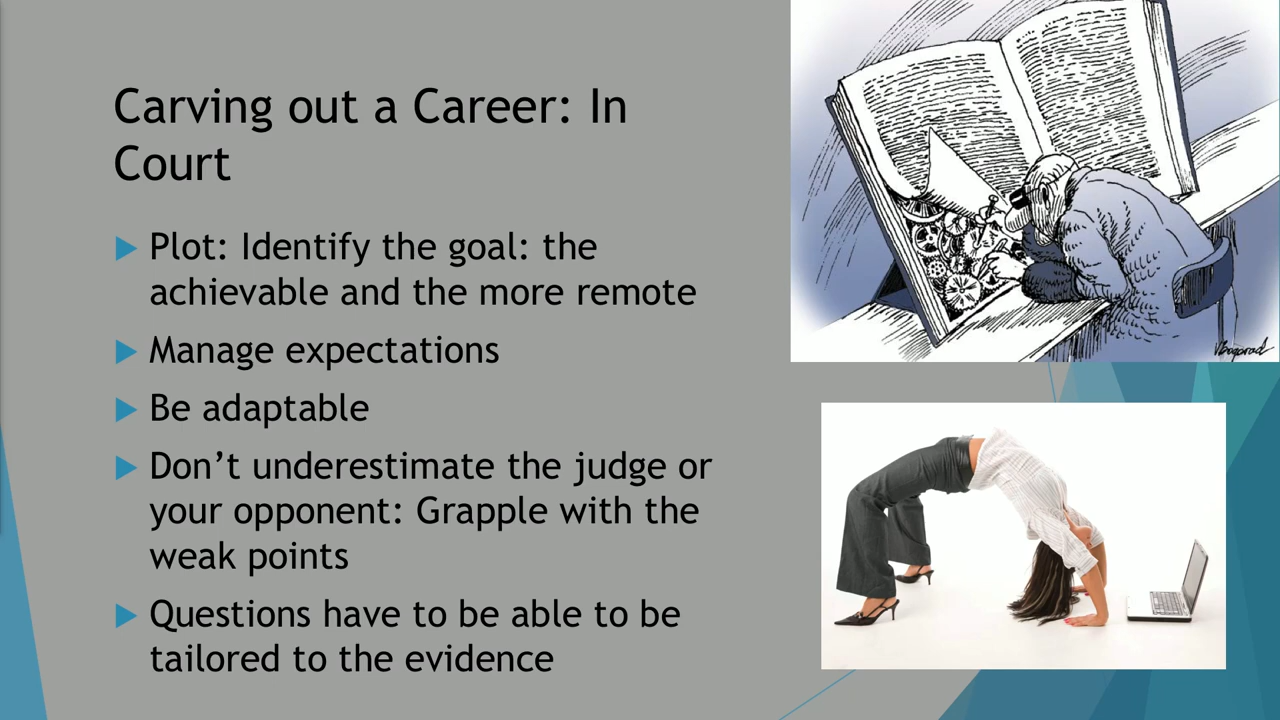 Carving out a Career: In
Court
Plot: Identify the goal: the
achievable and the more remote
Manage expectations
Be adaptable
Don’t underestimate the judge or
your opponent: Grapple with the
weak points
Questions have to be able to be
tailored to the evidence